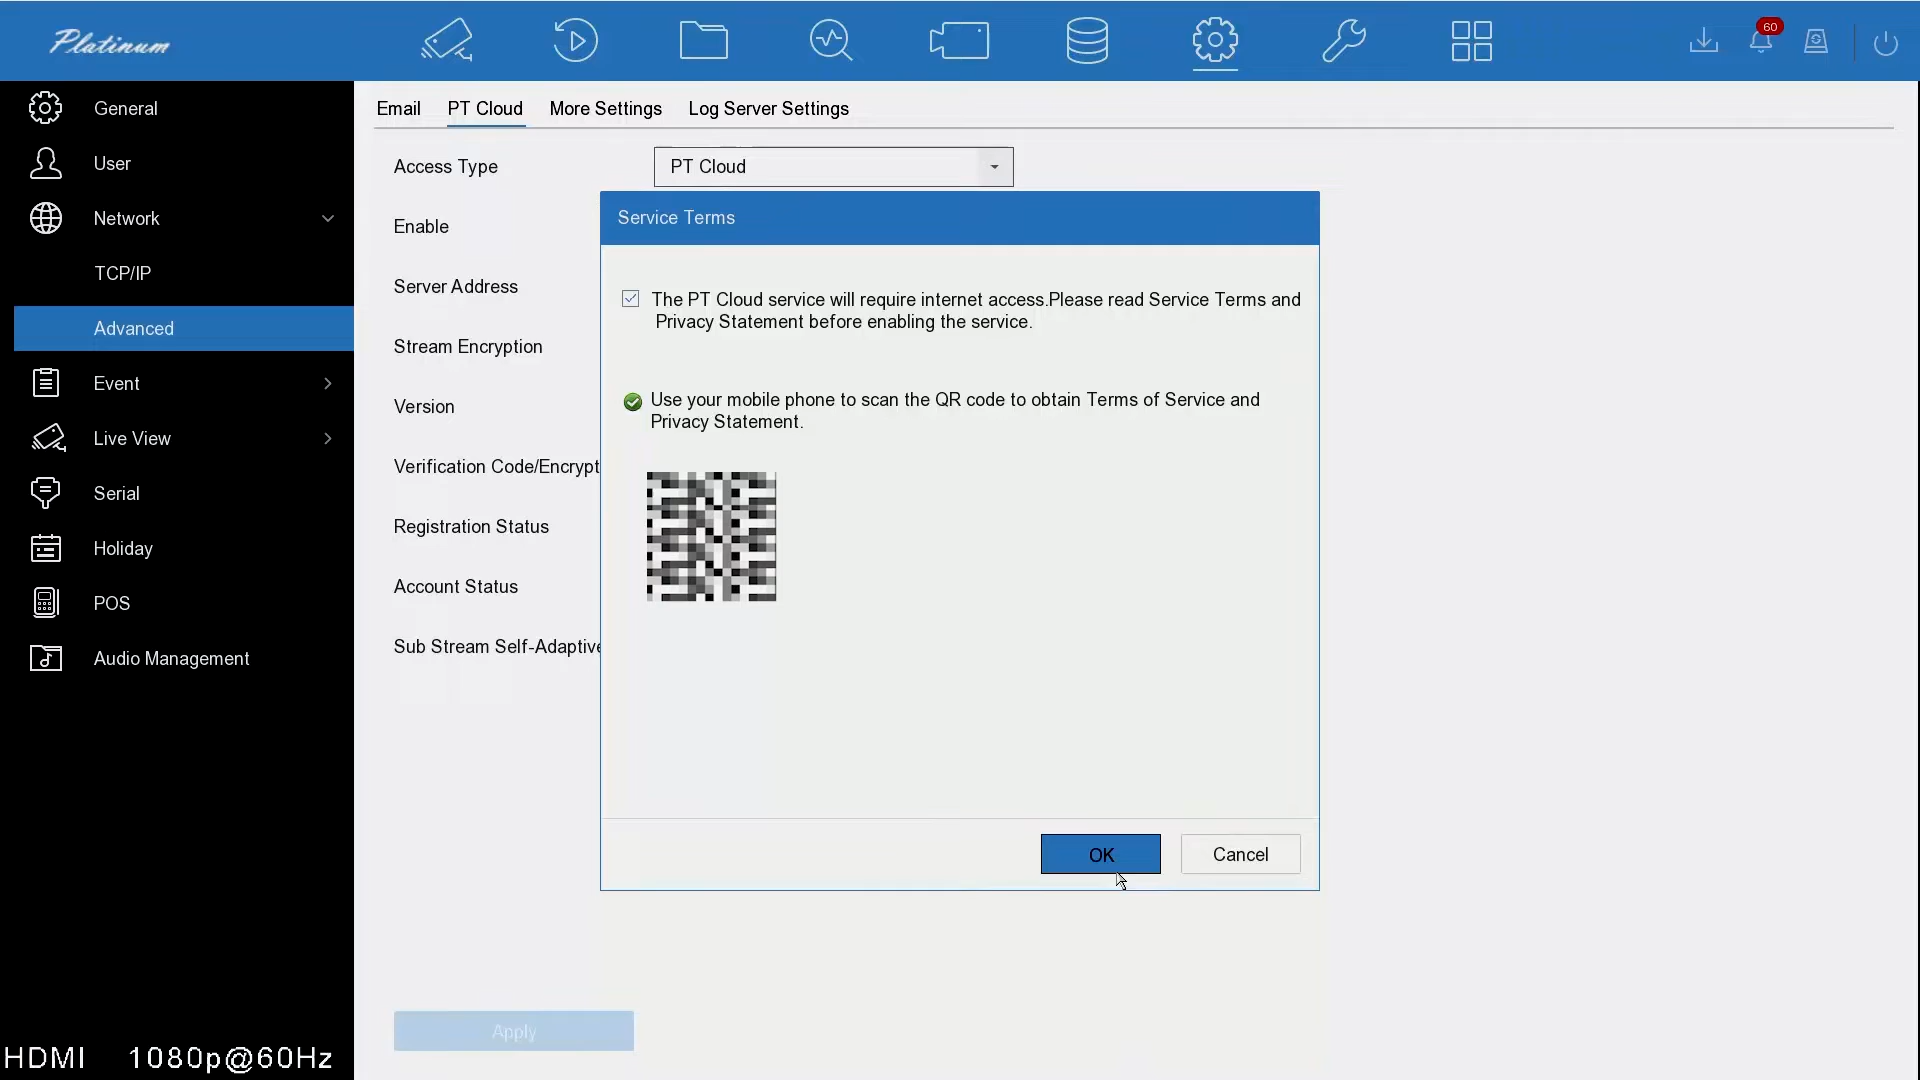 Platinum
60
General
User
Network
TCP/IP
Advanced
Event
Live View
Serial
Holiday
POS
Audio Management
HDMI 1080p@60Hz
Email PT Cloud More Settings Log Server Settings
Access Type PT Cloud
Enable
Server Address
Stream Encryption
Version
Verification Code/Encrypt
Registration Status
Account Status
Sub Stream Self-Adaptive
Apply
Service Terms
The PT Cloud service will require internet access.Please read Service Terms and
Privacy Statement before enabling the service.
Use your mobile phone to scan the QR code to obtain Terms of Service and
Privacy Statement.
OK Cancel